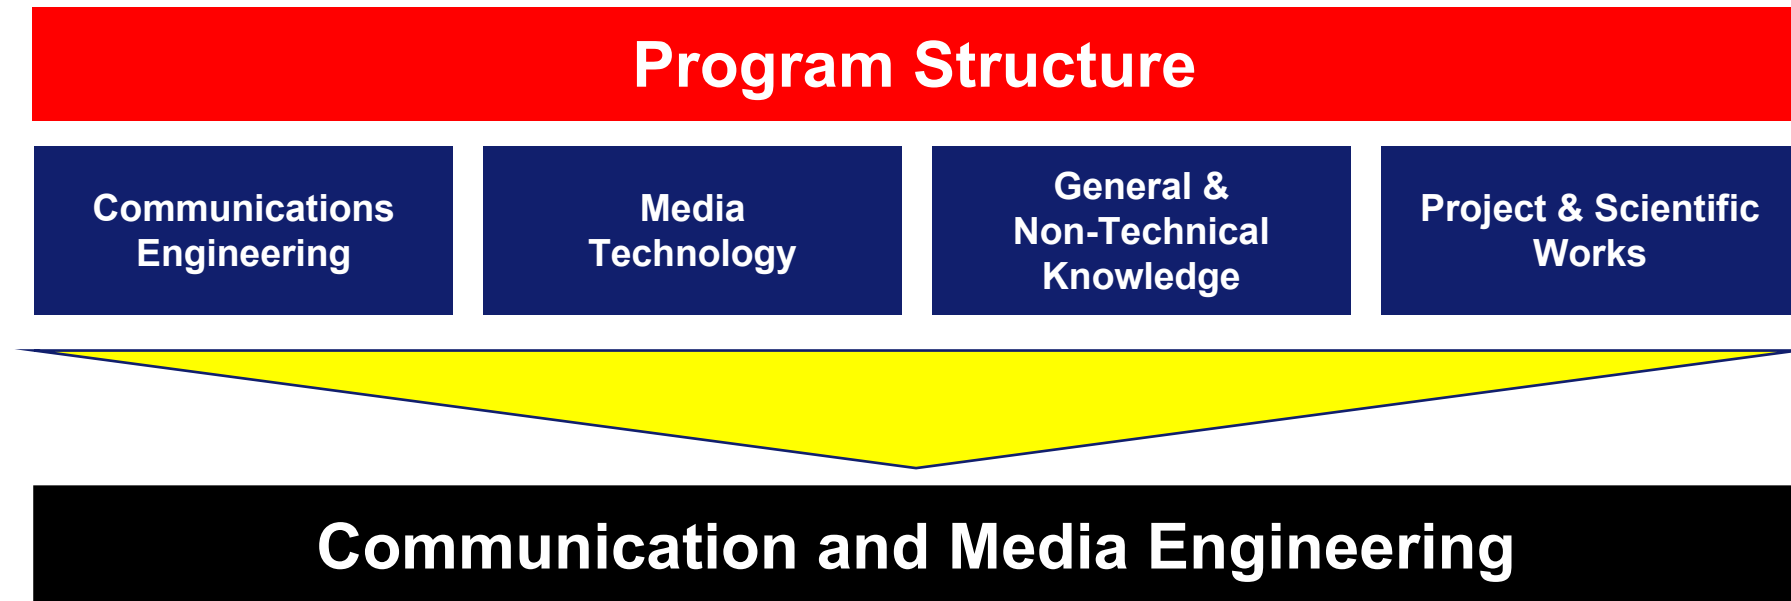 Program Structure
Communications
Engineering
Media
Technology
General &
Non-Technical
Knowledge
Project & Scientific
Works
Communication and Media Engineering